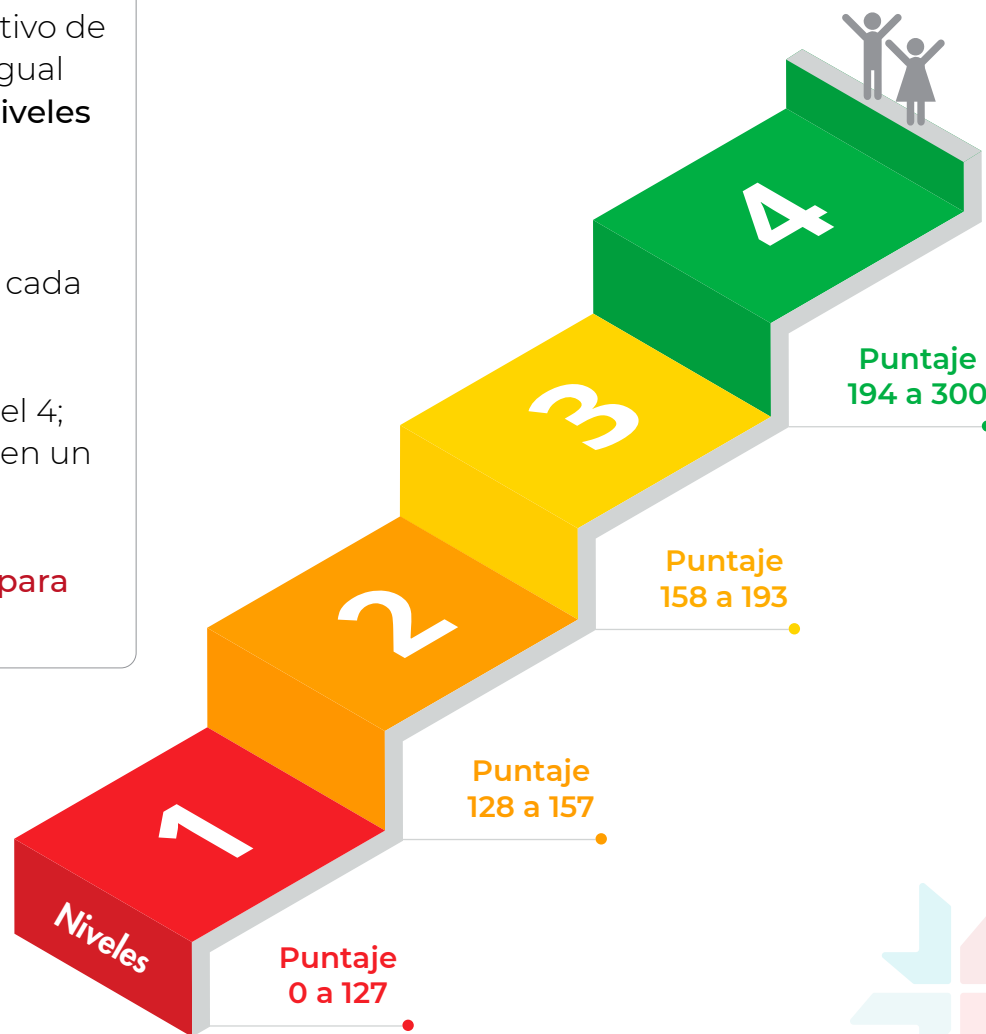 tivo de
gual
iveles
cada
el 4;
en un
para
4
Puntaje
194 a 300
3
Puntaje
158 a 193
2
Puntaje
128 a 157
1
Niveles
Puntaje
0 a 127